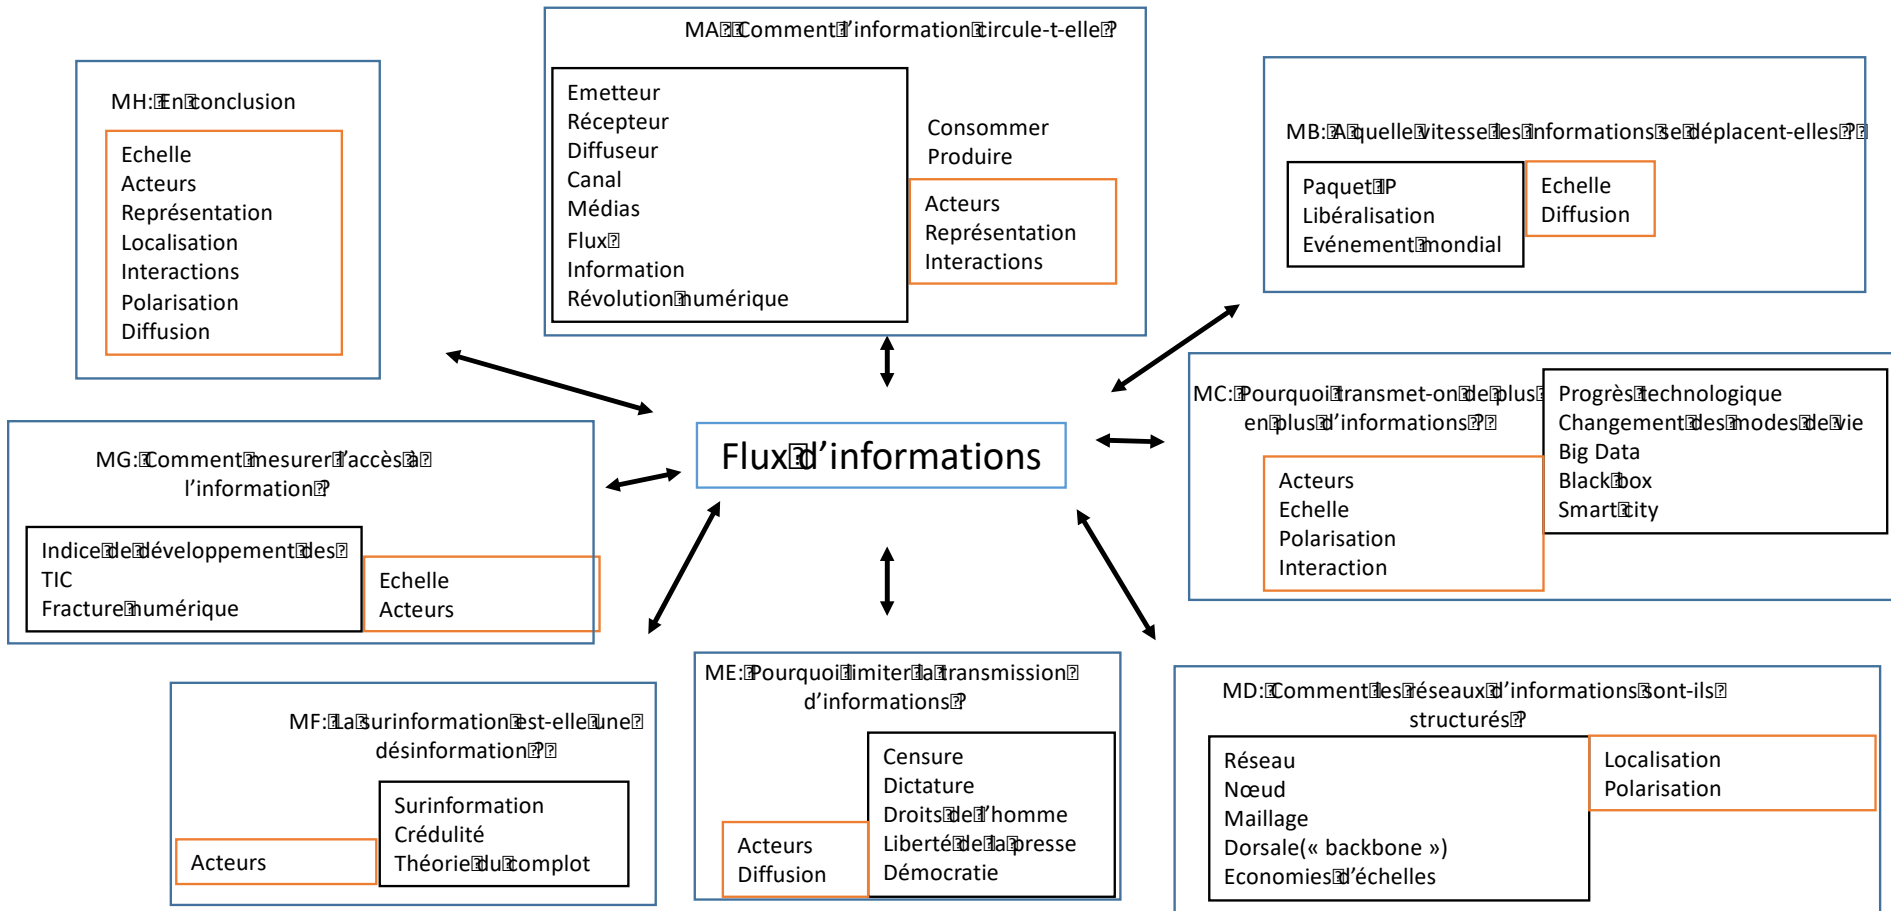 MA Comment l'information circule-t-elle ?
Emetteur
Récepteur
Diffuseur
Canal
Médias
Flux
Information
Révolution numérique
Consommer
Produire
Acteurs
Représentation
Interactions
MB: A quelle vitesse les informations se déplacent-elles ?
Paquet IP
Libéralisation
Evénement mondial
Echelle
Diffusion
MC: Pourquoi transmet-on de plus
en plus d'informations ?
Progrès technologique
Changement des modes de vie
Big Data
Black box
Smart city
Acteurs
Echelle
Polarisation
Interaction
MD: Comment les réseaux d'informations sont-ils
structurés ?
Réseau
Nœud
Maillage
Dorsale(« backbone »)
Economies d'échelles
Localisation
Polarisation
ME: Pourquoi limiter la transmission
d'informations ?
Censure
Dictature
Droits de l'homme
Liberté de la presse
Démocratie
Acteurs
Diffusion
MF: La surinformation est-elle une
désinformation ?
Surinformation
Crédulité
Théorie du complot
Acteurs
MG: Comment mesurer l'accès à
l'information ?
Indice de développement des
TIC
Fracture numérique
Echelle
Acteurs
MH: En conclusion
Echelle
Acteurs
Représentation
Localisation
Interactions
Polarisation
Diffusion
Flux d'informations